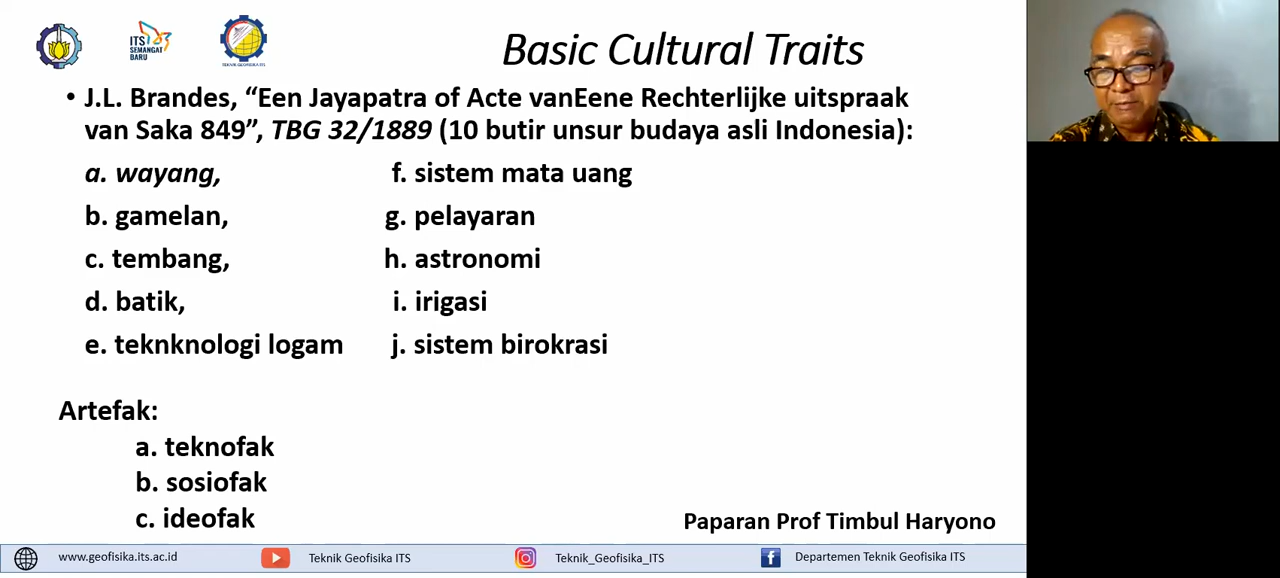 ITS
SEMANGAT
BARU
TEKNIK GEOFISIKA ITS
Basic Cultural Traits
• J.L. Brandes, “Een Jayapatra of Acte vanEene Rechterlijke uitspraak
van Saka 849”, TBG 32/1889 (10 butir unsur budaya asli Indonesia):
a. wayang,
b. gamelan,
c. tembang,
d. batik,
e. teknknologi logam
f. sistem mata uang
g. pelayaran
h. astronomi
i. irigasi
j. sistem birokrasi
Artefak:
a. teknofak
b. sosiofak
c. ideofak
Paparan Prof Timbul Haryono
www.geofisika.its.ac.id
Teknik Geofisika ITS
Teknik_Geofisika_ITS
Departemen Teknik Geofisika ITS